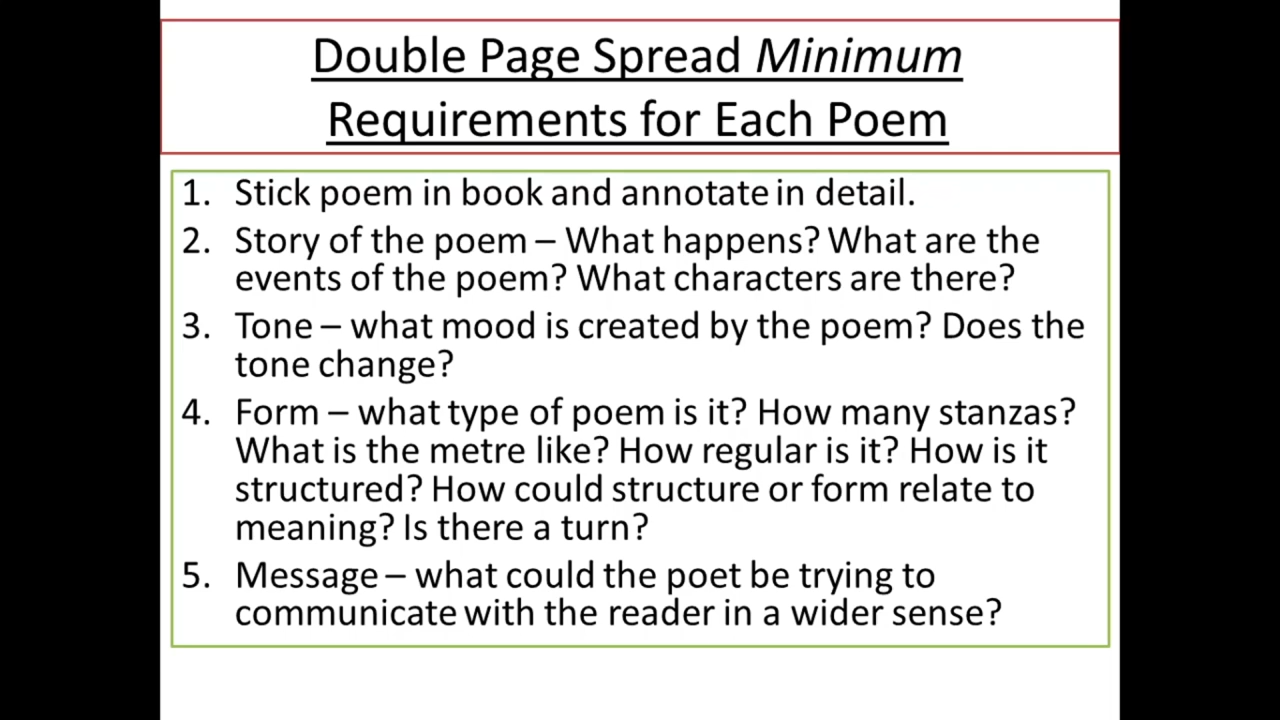 Double Page Spread Minimum
Requirements for Each Poem
1. Stick poem in book and annotate in detail.
2. Story of the poem – What happens? What are the
events of the poem? What characters are there?
3. Tone – what mood is created by the poem? Does the
tone change?
4. Form – what type of poem is it? How many stanzas?
What is the metre like? How regular is it? How is it
structured? How could structure or form relate to
meaning? Is there a turn?
5. Message – what could the poet be trying to
communicate with the reader in a wider sense?